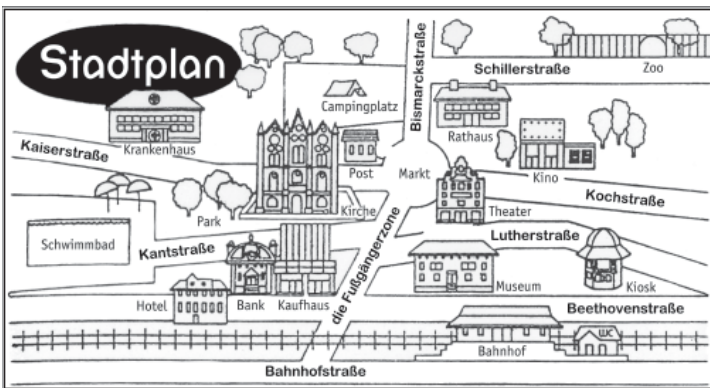 Stadtplan
Schillerstraße
Zoo
Bismarckstraße
Campingplatz
Rathaus
Krankenhaus
Kaiserstraße
Post
Markt
Kino
Kochstraße
Park
Kirche
Theater
Schwimmbad
Kantstraße
Lutherstraße
die Fußgängerzone
Hotel
Bank
Kaufhaus
Museum
Kiosk
Beethovenstraße
WC
Bahnhof
Bahnhofstraße